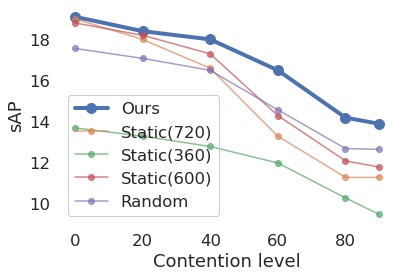 18
16
14
12
10
sAP
Ours
Static(720)
Static(360)
Static(600)
Random
0 20 40 60 80
Contention level